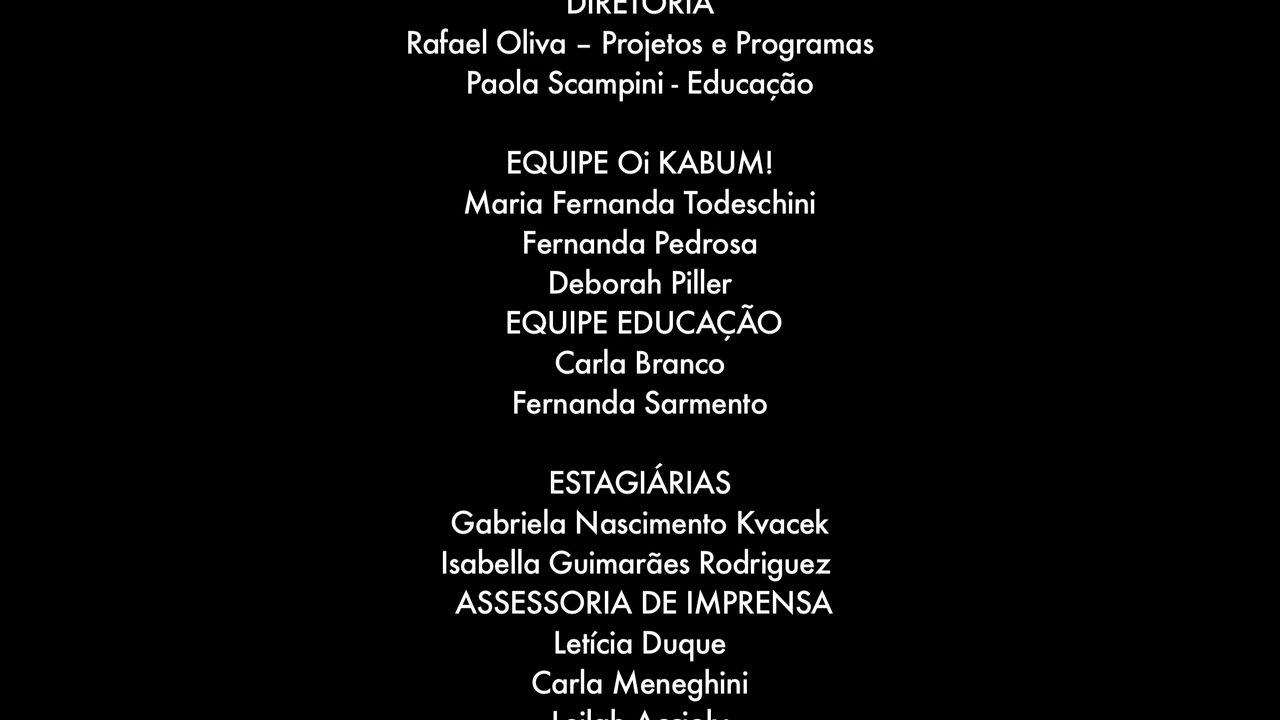 DIRETORIA
Rafael Oliva – Projetos e Programas
Paola Scampini - Educação
EQUIPE Oi KABUM!
Maria Fernanda Todeschini
Fernanda Pedrosa
Deborah Piller
EQUIPE EDUCAÇÃO
Carla Branco
Fernanda Sarmento
ESTAGIÁRIAS
Gabriela Nascimento Kvacek
Isabella Guimarães Rodriguez
ASSESSORIA DE IMPRENSA
Letícia Duque
Carla Meneghini